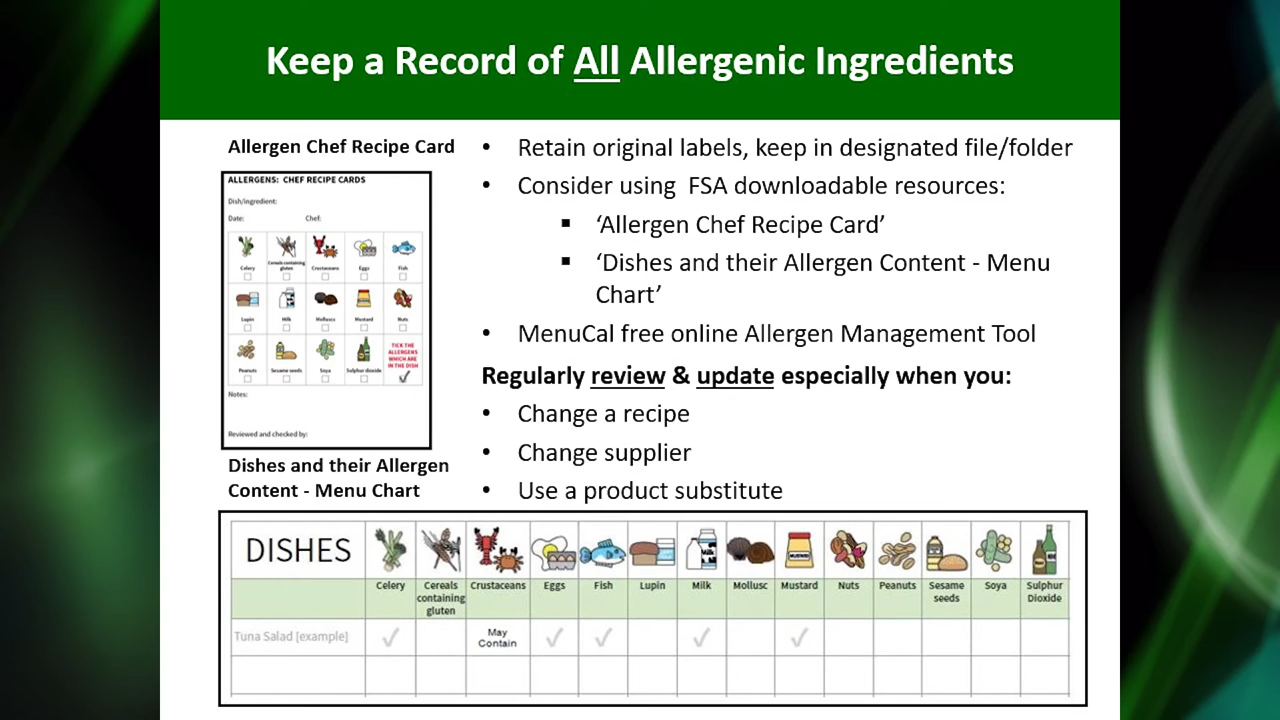 Keep a Record of All Allergenic Ingredients
Allergen Chef Recipe Card
ALLERGENS: CHEF RECIPE CARDS
Dish/ingredient:
Date: Chef:
Celery Cereals containing gluten Crustaceans Eggs Fish
Lupin Milk Molluscs Mustard Nuts
Peanuts Sesame seeds Soya Sulphur dioxide
TICK THE
ALLERGENS
WHICH ARE
IN THE DISH
Notes:
Reviewed and checked by:
Dishes and their Allergen
Content - Menu Chart
• Retain original labels, keep in designated file/folder
• Consider using FSA downloadable resources:
▪ ‘Allergen Chef Recipe Card’
▪ ‘Dishes and their Allergen Content - Menu
Chart’
• MenuCal free online Allergen Management Tool
Regularly review & update especially when you:
• Change a recipe
• Change supplier
• Use a product substitute
DISHES
Milk
MUSTARD
Celery Cereals containing gluten Crustaceans Eggs Fish Lupin Milk Mollusc Mustard Nuts Peanuts Sesame seeds Soya Sulphur Dioxide
Tuna Salad [example] ✓ May Contain ✓ ✓ ✓ ✓